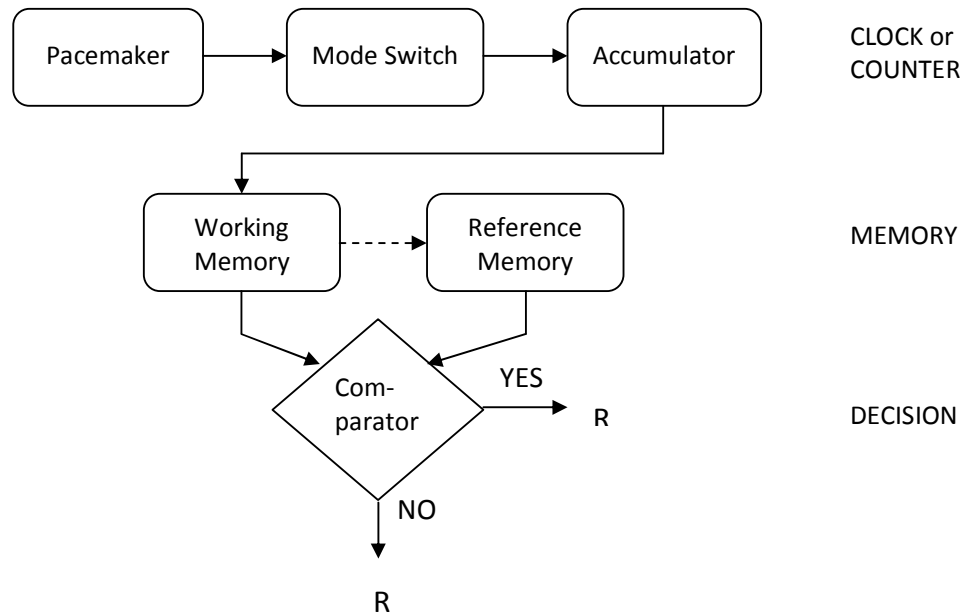 Pacemaker
Mode Switch
Accumulator
CLOCK or
COUNTER
Working
Memory
Reference
Memory
MEMORY
Com-
parator
YES
R
DECISION
NO
R